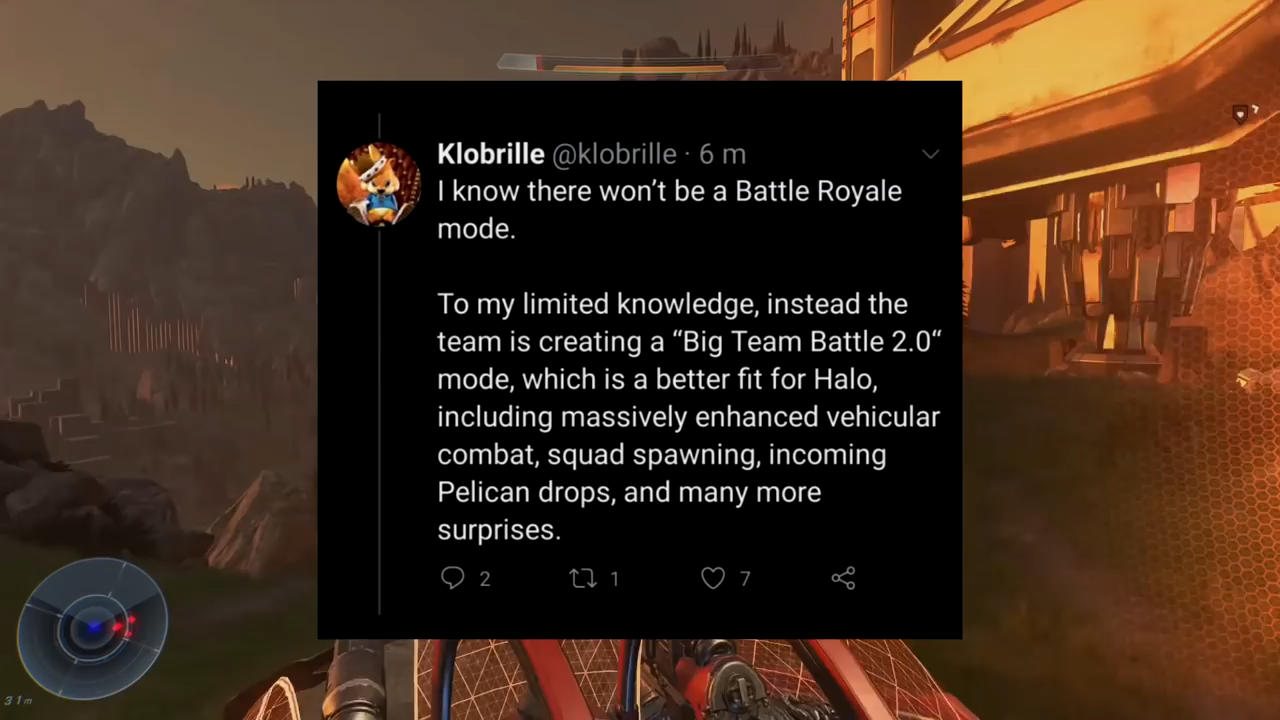 Klobrille @klobrille · 6 m
I know there won’t be a Battle Royale
mode.
To my limited knowledge, instead the
team is creating a “Big Team Battle 2.0“
mode, which is a better fit for Halo,
including massively enhanced vehicular
combat, squad spawning, incoming
Pelican drops, and many more
surprises.
2 1 7
31m